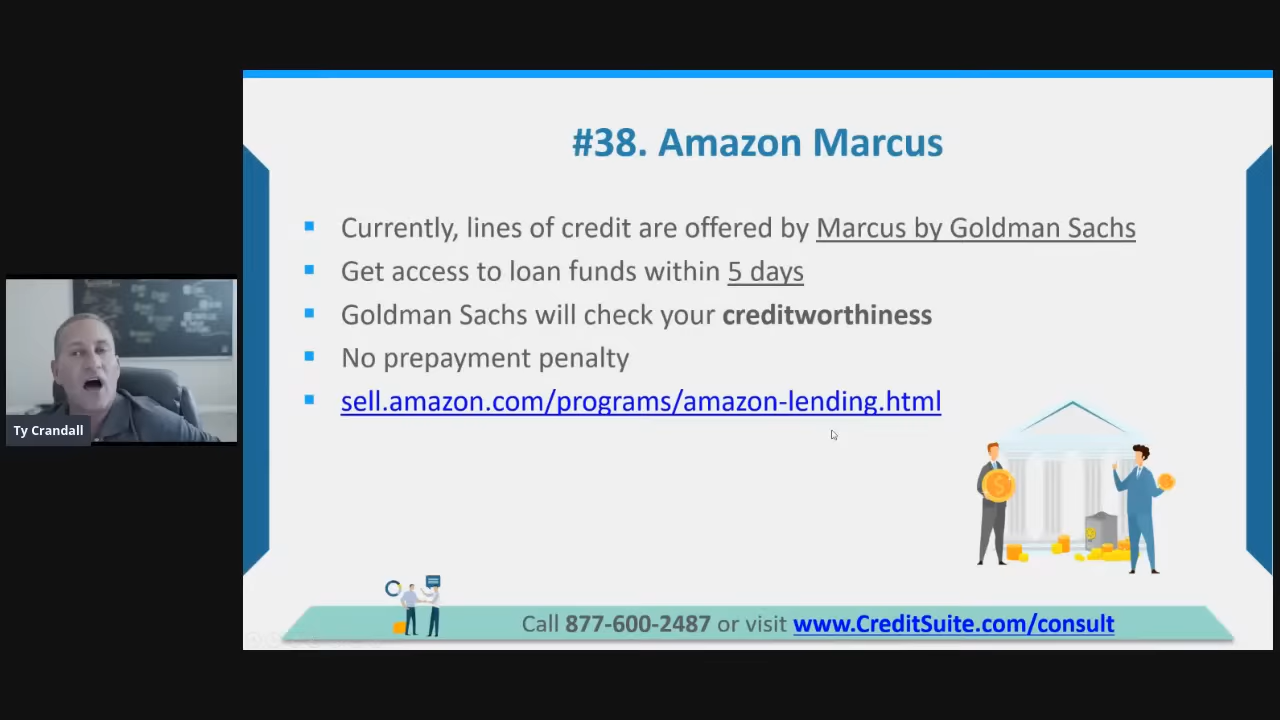 #38. Amazon Marcus
Currently, lines of credit are offered by Marcus by Goldman Sachs
Get access to loan funds within 5 days
Goldman Sachs will check your creditworthiness
No prepayment penalty
sell.amazon.com/programs/amazon-lending.html
Ty Crandall
Call 877-600-2487 or visit www.CreditSuite.com/consult